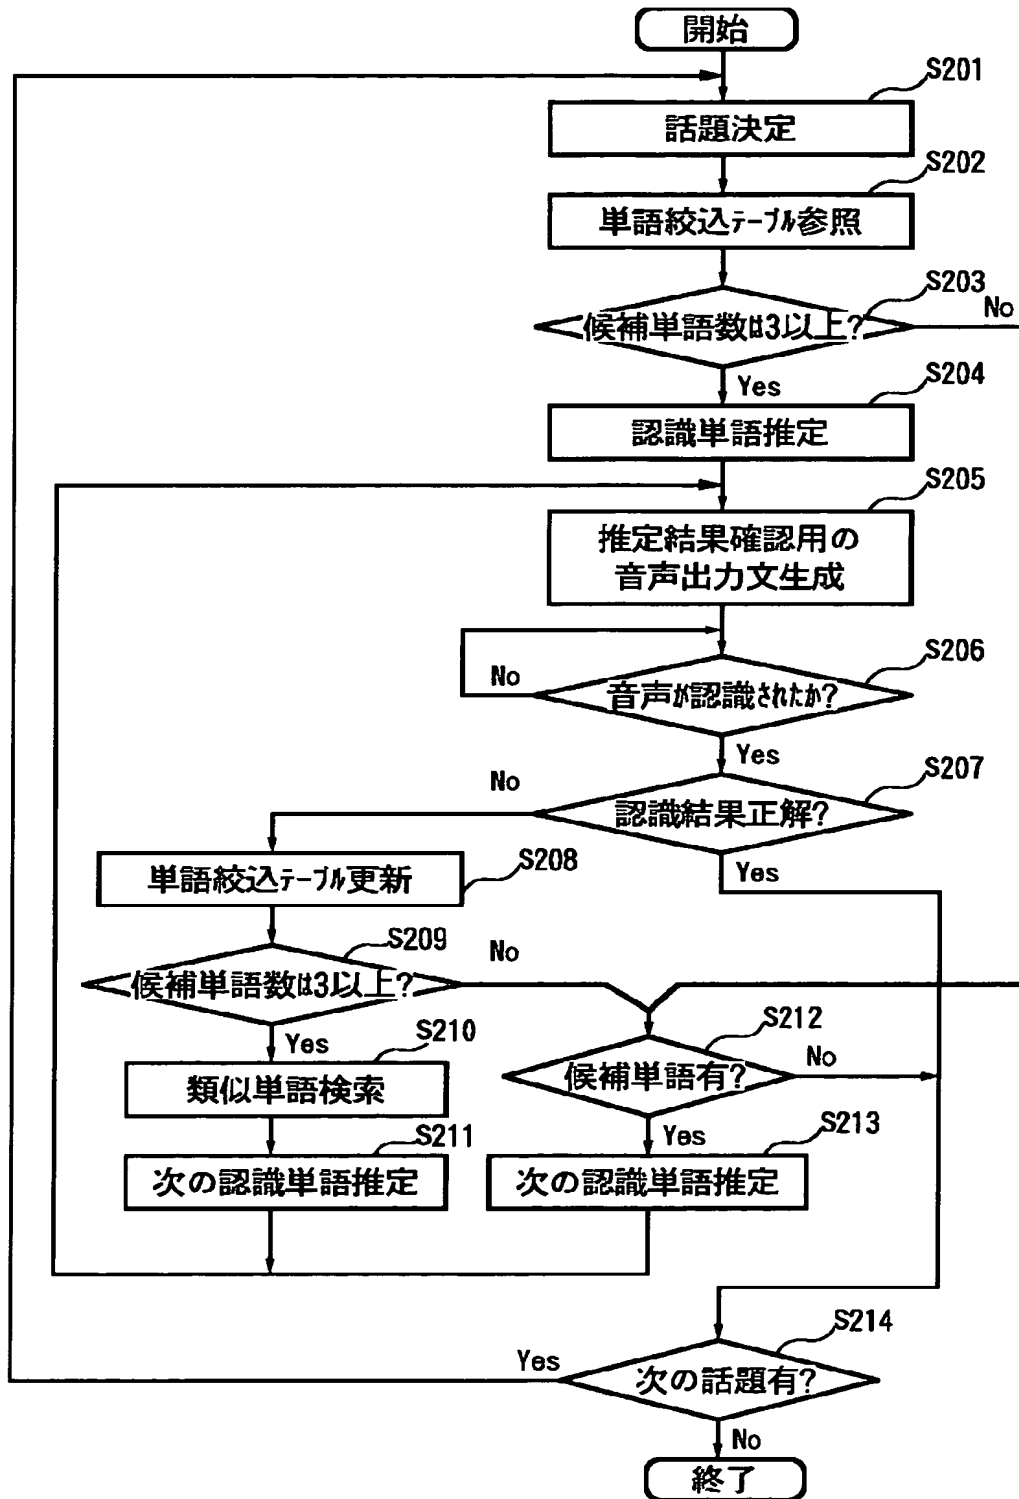 開始
S201
話題決定
S202
単語絞込テーブル参照
S203
候補単語数は3以上?
No
Yes
S204
認識単語推定
S205
推定結果確認用の
音声出力文生成
S206
音声が認識されたか?
No
Yes
S207
認識結果正解?
No
Yes
S208
単語絞込テーブル更新
S209
候補単語数は3以上?
No
Yes
S210
類似単語検索
S211
次の認識単語推定
S212
候補単語有?
No
Yes
S213
次の認識単語推定
S214
次の話題有?
Yes
No
終了